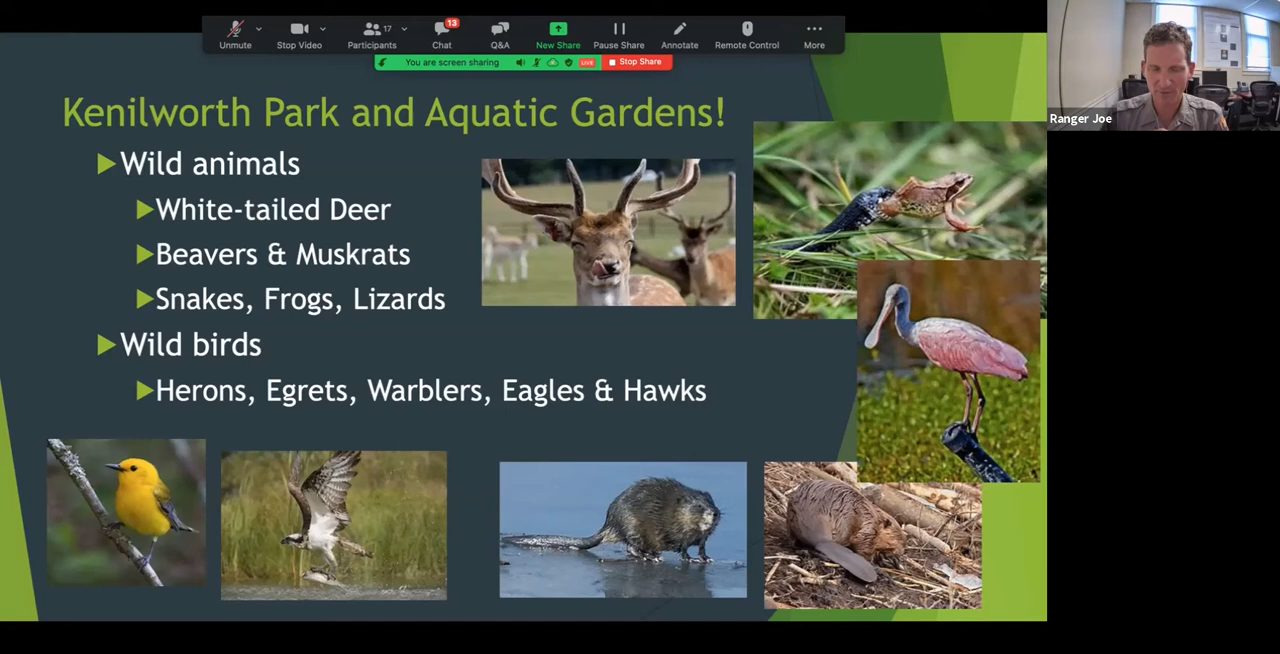 13
17
Unmute
Stop Video
Participants
Chat
Q&A
New Share
Pause Share
Annotate
Remote Control
More
You are screen sharing
LIVE
Stop Share
Kenilworth Park and Aquatic Gardens!
Wild animals
White-tailed Deer
Beavers & Muskrats
Snakes, Frogs, Lizards
Wild birds
Herons, Egrets, Warblers, Eagles & Hawks
Ranger Joe